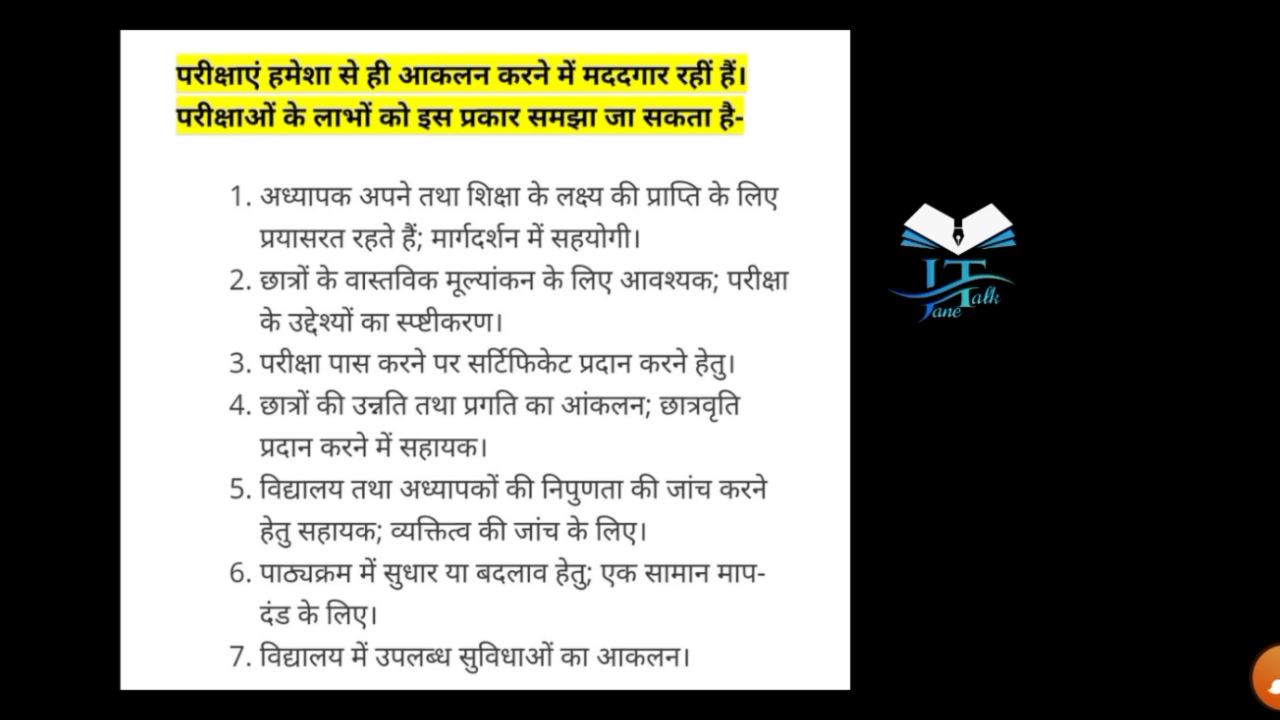 परीक्षाएं हमेशा से ही आकलन करने में मददगार रहीं हैं।
परीक्षाओं के लाभों को इस प्रकार समझा जा सकता है-
1. अध्यापक अपने तथा शिक्षा के लक्ष्य की प्राप्ति के लिए
प्रयासरत रहते हैं; मार्गदर्शन में सहयोगी।
2. छात्रों के वास्तविक मूल्यांकन के लिए आवश्यक; परीक्षा
के उद्देश्यों का स्प्ष्टीकरण।
3. परीक्षा पास करने पर सर्टिफिकेट प्रदान करने हेतु।
4. छात्रों की उन्नति तथा प्रगति का आंकलन; छात्रवृति
प्रदान करने में सहायक।
5. विद्यालय तथा अध्यापकों की निपुणता की जांच करने
हेतु सहायक; व्यक्तित्व की जांच के लिए।
6. पाठ्यक्रम में सुधार या बदलाव हेतु; एक सामान माप-
दंड के लिए।
7. विद्यालय में उपलब्ध सुविधाओं का आकलन।
Jane Talk